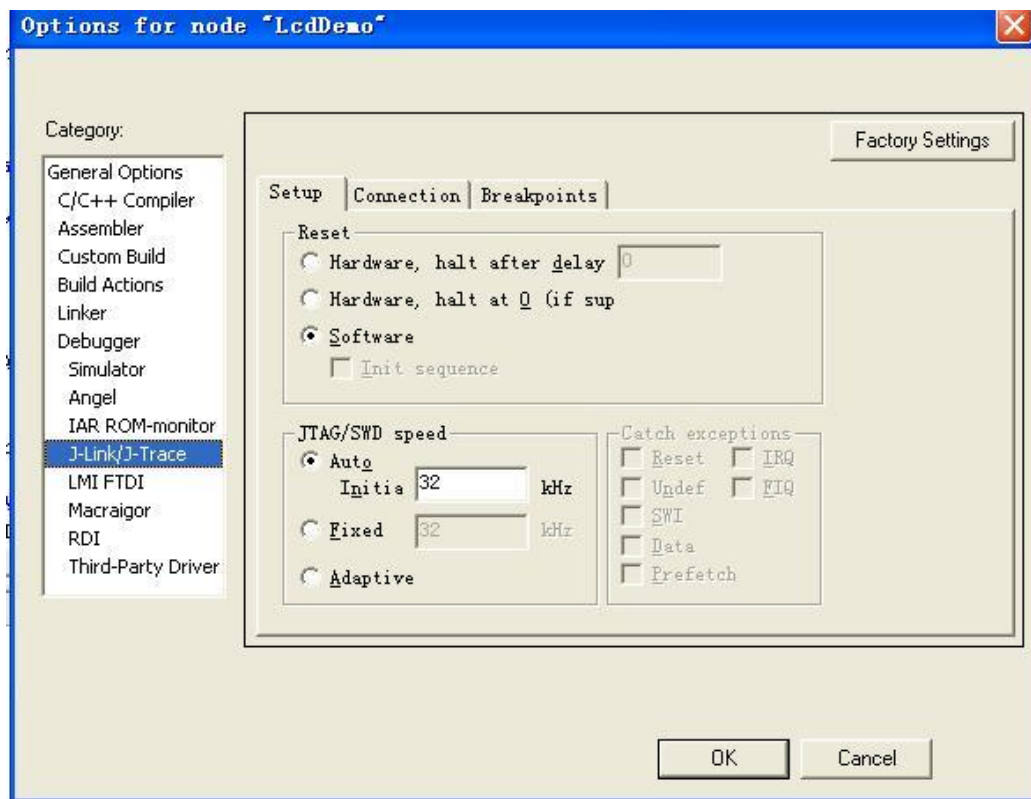 Options for node "LcdDemo"
Category:
Factory Settings
General Options
C/C++ Compiler
Assembler
Custom Build
Build Actions
Linker
Debugger
Simulator
Angel
IAR ROM-monitor
J-Link/J-Trace
LMI FTDI
Macraigor
RDI
Third-Party Driver
Setup Connection Breakpoints
Reset
Hardware, halt after delay 0
Hardware, halt at 0 (if sup
Software
Init sequence
JTAG/SWD speed
Auto
Initia 32 kHz
Fixed 32 kHz
Adaptive
Catch exceptions
Reset IRQ
Undef FIQ
SWI
Data
Prefetch
OK Cancel